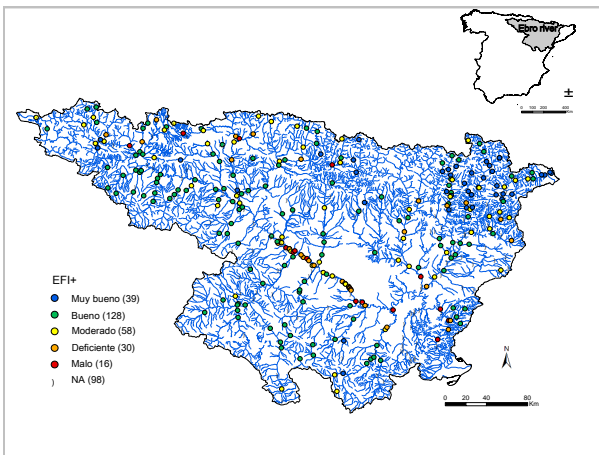 Ebro river
±
0 100 200 400
Km
EFI+
Muy bueno (39)
Bueno (128)
Moderado (58)
Deficiente (30)
Malo (16)
) NA (98)
N
0 20 40 80
Km